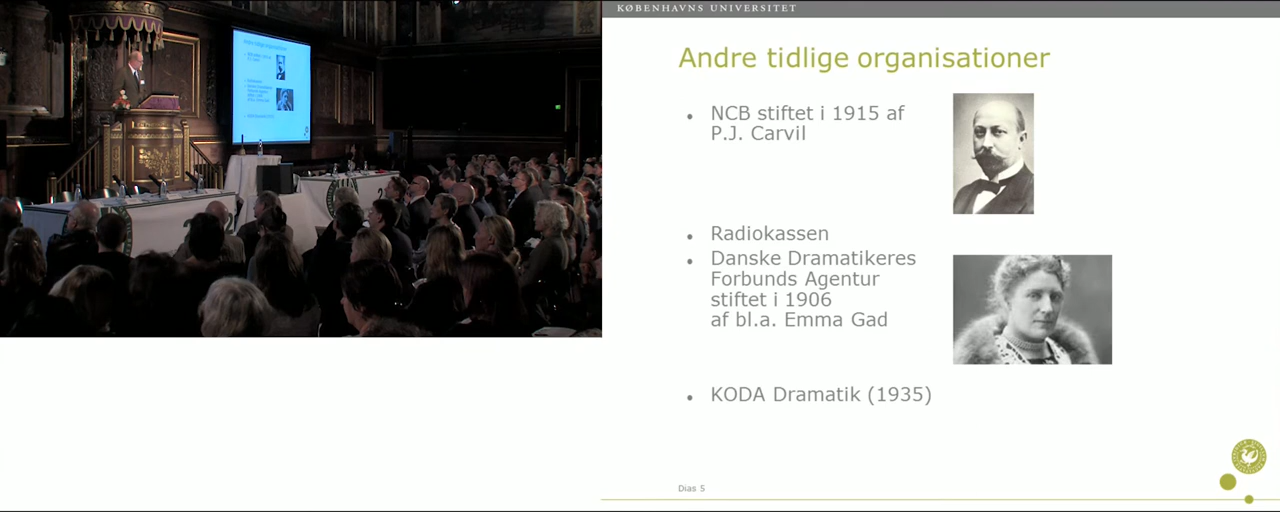 KØBENHAVNS UNIVERSITET
Andre tidlige organisationer
NCB stiftet i 1915 af
P.J. Carvil
Radiokassen
Danske Dramatikeres
Forbunds Agentur
stiftet i 1906
af bl.a. Emma Gad
KODA Dramatik (1935)
Dias 5